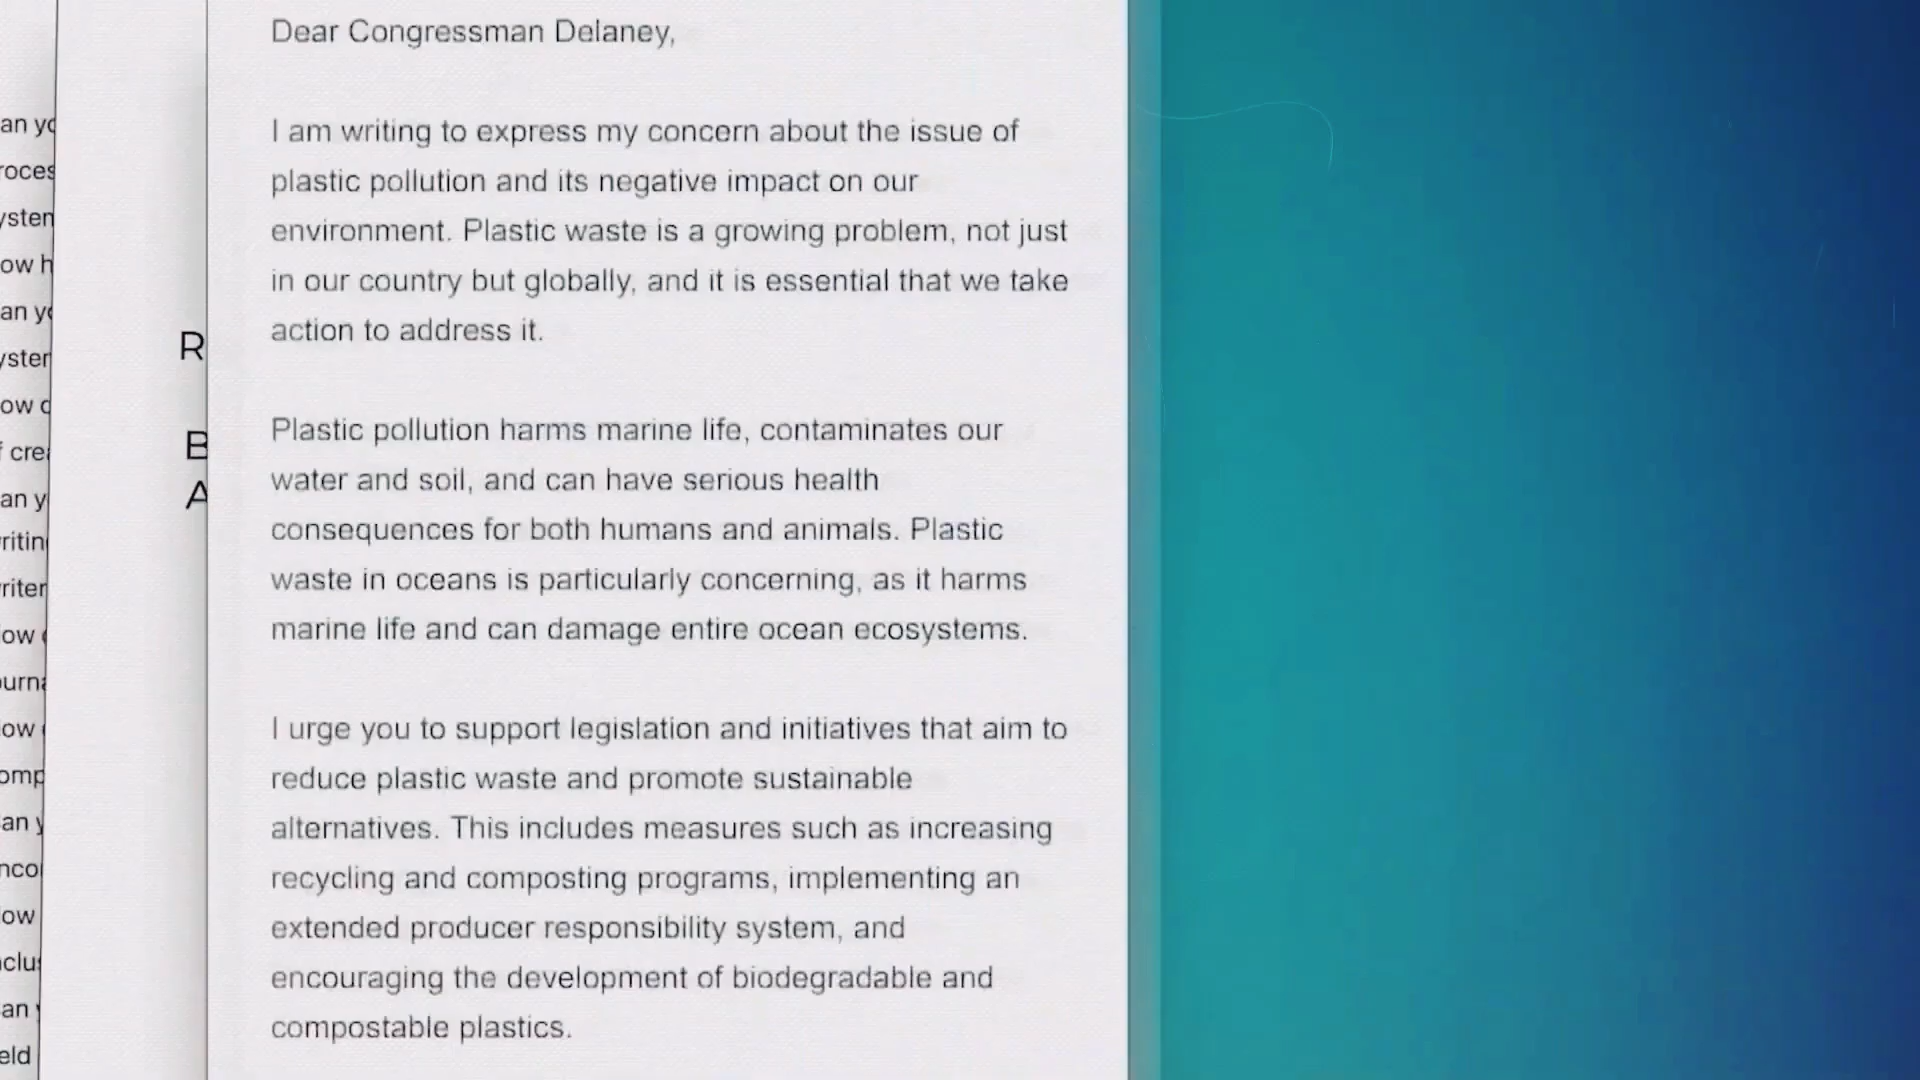 Dear Congressman Delaney,
I am writing to express my concern about the issue of
plastic pollution and its negative impact on our
environment. Plastic waste is a growing problem, not just
in our country but globally, and it is essential that we take
action to address it.
Plastic pollution harms marine life, contaminates our
water and soil, and can have serious health
consequences for both humans and animals. Plastic
waste in oceans is particularly concerning, as it harms
marine life and can damage entire ocean ecosystems.
I urge you to support legislation and initiatives that aim to
reduce plastic waste and promote sustainable
alternatives. This includes measures such as increasing
recycling and composting programs, implementing an
extended producer responsibility system, and
encouraging the development of biodegradable and
compostable plastics.